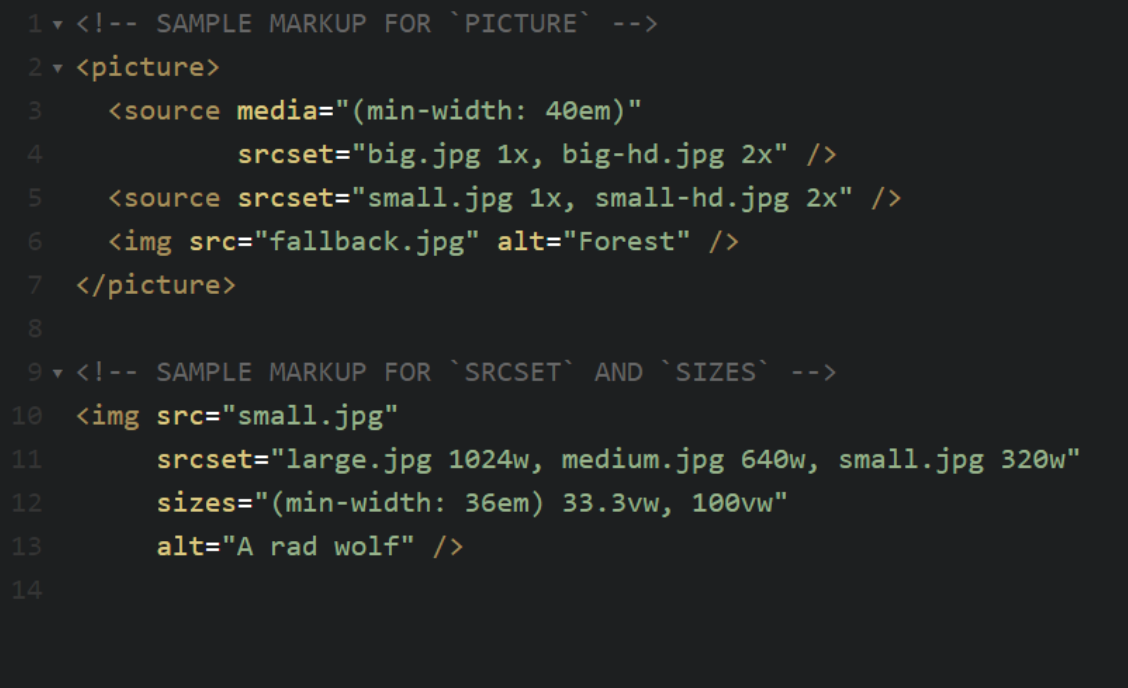 1 <!-- SAMPLE MARKUP FOR `PICTURE` -->
2 <picture>
3   <source media="(min-width: 40em)"
4           srcset="big.jpg 1x, big-hd.jpg 2x" />
5   <source srcset="small.jpg 1x, small-hd.jpg 2x" />
6   <img src="fallback.jpg" alt="Forest" />
7 </picture>
8
9 <!-- SAMPLE MARKUP FOR `SRCSET` AND `SIZES` -->
10 <img src="small.jpg"
11      srcset="large.jpg 1024w, medium.jpg 640w, small.jpg 320w"
12      sizes="(min-width: 36em) 33.3vw, 100vw"
13      alt="A rad wolf" />
14